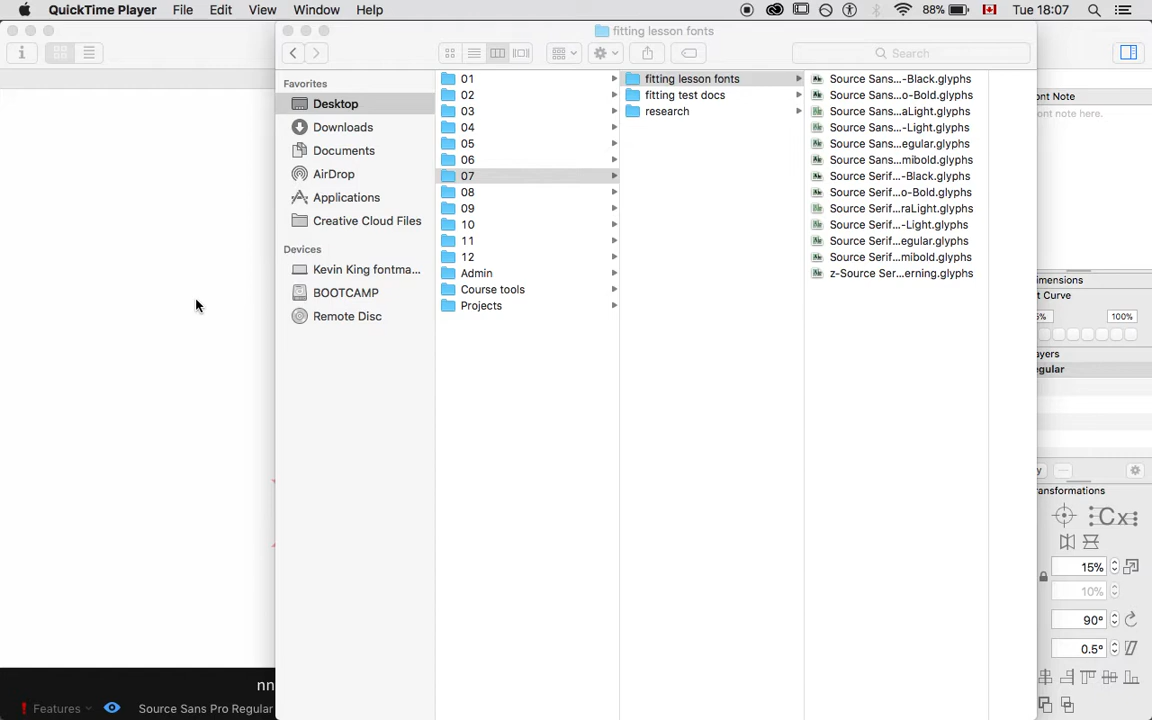 QuickTime Player File Edit View Window Help 88% Tue 18:07
fitting lesson fonts
Search
Favorites
Desktop
Downloads
Documents
AirDrop
Applications
Creative Cloud Files
Devices
Kevin King fontma...
BOOTCAMP
Remote Disc
01
02
03
04
05
06
07
08
09
10
11
12
Admin
Course tools
Projects
fitting lesson fonts
fitting test docs
research
Source Sans...-Black.glyphs
Source Sans...o-Bold.glyphs
Source Sans...aLight.glyphs
Source Sans...-Light.glyphs
Source Sans...egular.glyphs
Source Sans...mibold.glyphs
Source Serif...-Black.glyphs
Source Serif...o-Bold.glyphs
Source Serif...raLight.glyphs
Source Serif...-Light.glyphs
Source Serif...egular.glyphs
Source Serif...mibold.glyphs
z-Source Ser...erning.glyphs
ont Note
font note here.
imensions
t Curve
5% 100%
ayers
egular
y
ransformations
Cx
15%
10%
90°
0.5°
nn
Features Source Sans Pro Regular